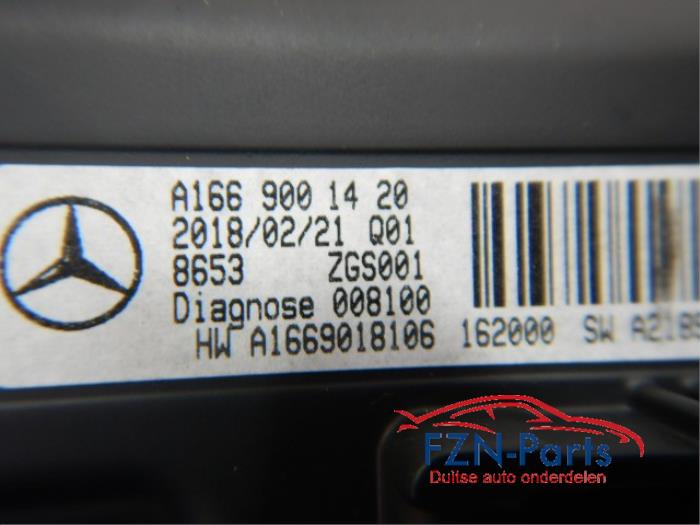 A166 900 14 20
2018/02/21 Q01
8653 ZGS001
Diagnose 008100
HW A1669018106 162000 SW
FZN-Parts
Duitse auto onderdelen